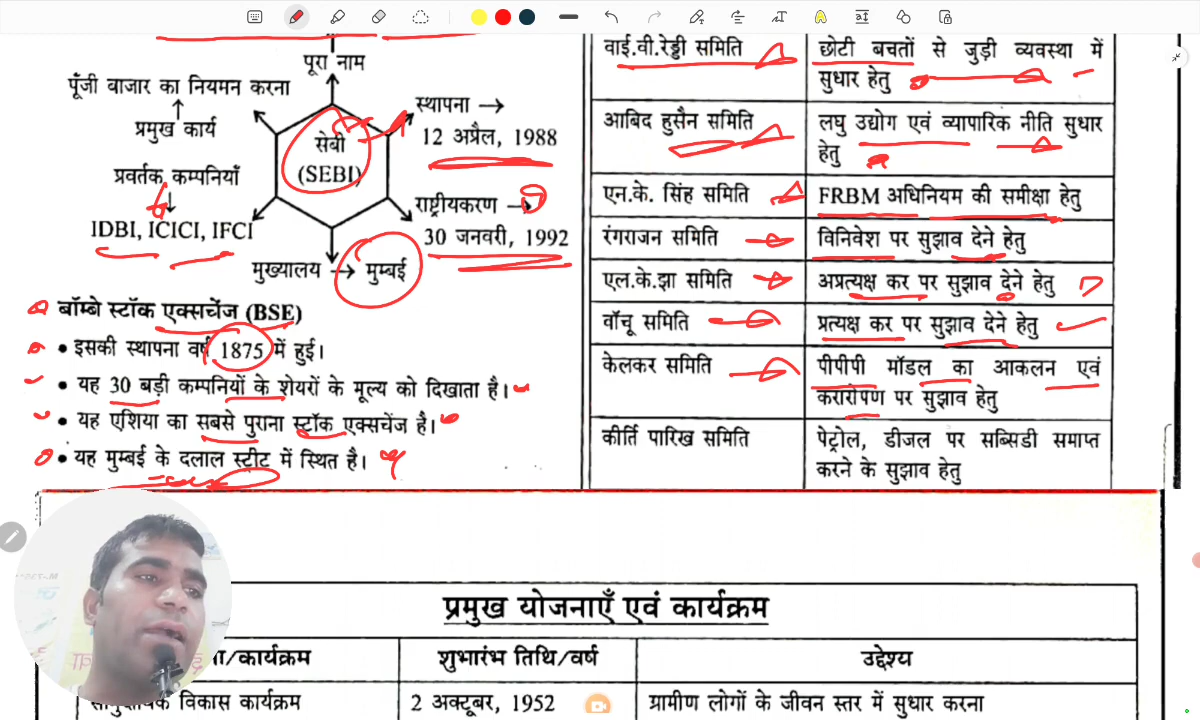 पूरा नाम
पूँजी बाजार का नियमन करना
प्रमुख कार्य
स्थापना →
12 अप्रैल, 1988
सेबी
(SEBI)
प्रवर्तक कम्पनियाँ
IDBI, ICICI, IFCI
राष्ट्रीयकरण →
30 जनवरी, 1992
मुख्यालय → मुम्बई
बॉम्बे स्टॉक एक्सचेंज (BSE)
• इसकी स्थापना वर्ष 1875 में हुई।
• यह 30 बड़ी कम्पनियों के शेयरों के मूल्य को दिखाता है।
• यह एशिया का सबसे पुराना स्टॉक एक्सचेंज है।
• यह मुम्बई के दलाल स्टीट में स्थित है।
वाई.वी.रेड्डी समिति
छोटी बचतों से जुड़ी व्यवस्था में
सुधार हेतु
आबिद हुसैन समिति
लघु उद्योग एवं व्यापारिक नीति सुधार
हेतु
एन.के. सिंह समिति
FRBM अधिनियम की समीक्षा हेतु
रंगराजन समिति
विनिवेश पर सुझाव देने हेतु
एल.के.झा समिति
अप्रत्यक्ष कर पर सुझाव देने हेतु
वॉचू समिति
प्रत्यक्ष कर पर सुझाव देने हेतु
केलकर समिति
पीपीपी मॉडल का आकलन एवं
करारोपण पर सुझाव हेतु
कीर्ति पारिख समिति
पेट्रोल, डीजल पर सब्सिडी समाप्त
करने के सुझाव हेतु
प्रमुख योजनाएँ एवं कार्यक्रम
/कार्यक्रम
शुभारंभ तिथि/वर्ष
उद्देश्य
विकास कार्यक्रम
2 अक्टूबर, 1952
ग्रामीण लोगों के जीवन स्तर में सुधार करना